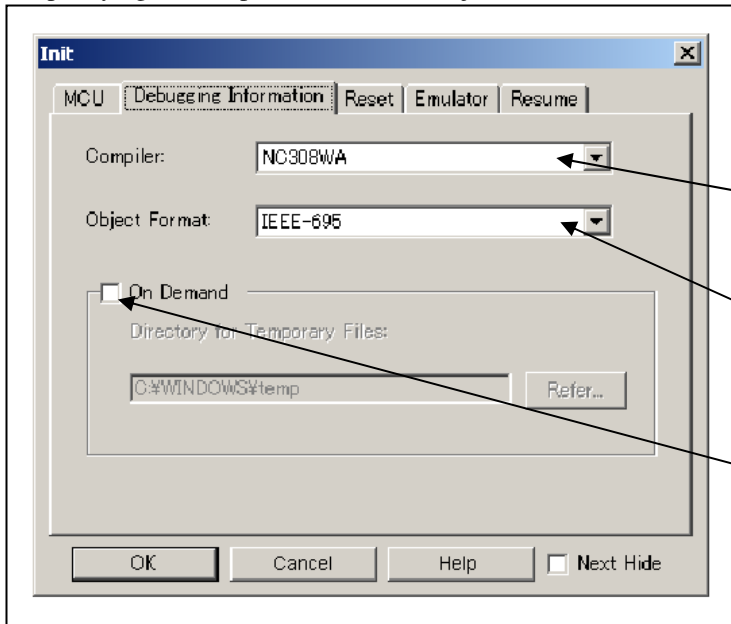 Init
MCU Debugging Information Reset Emulator Resume
Compiler: NC308WA
Object Format: IEEE-695
On Demand
Directory for Temporary Files:
C:¥WINDOWS¥temp Refer...
OK Cancel Help Next Hide